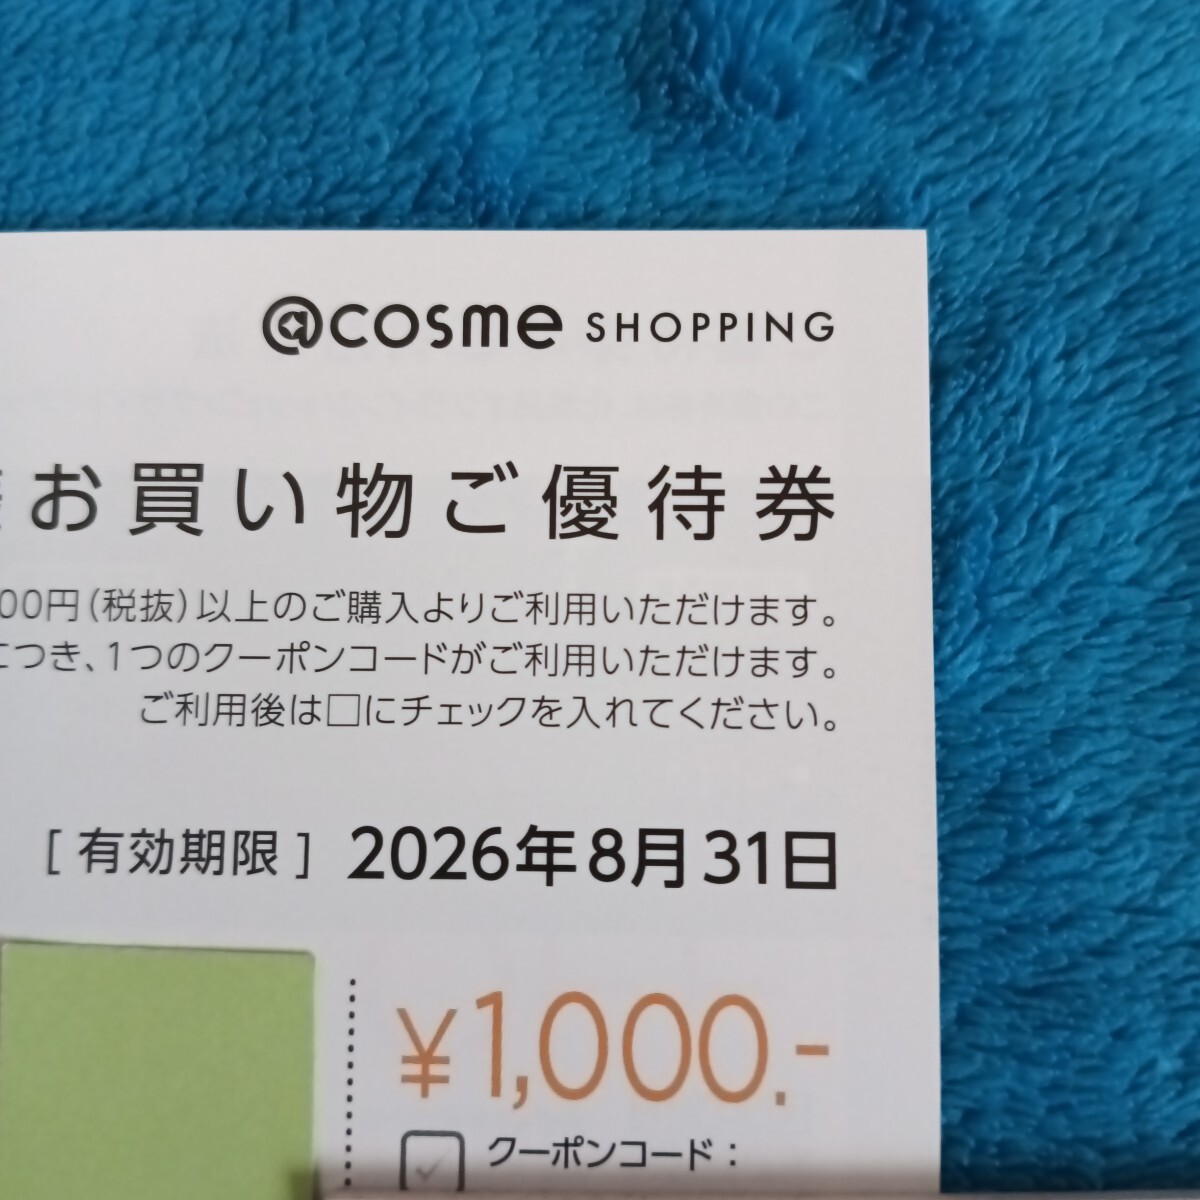 @cosme SHOPPING
お買い物ご優待券
00円(税抜)以上のご購入よりご利用いただけます。
につき、1つのクーポンコードがご利用いただけます。
ご利用後は□にチェックを入れてください。
[有効期限] 2026年8月31日
¥1,000.-
クーポンコード: